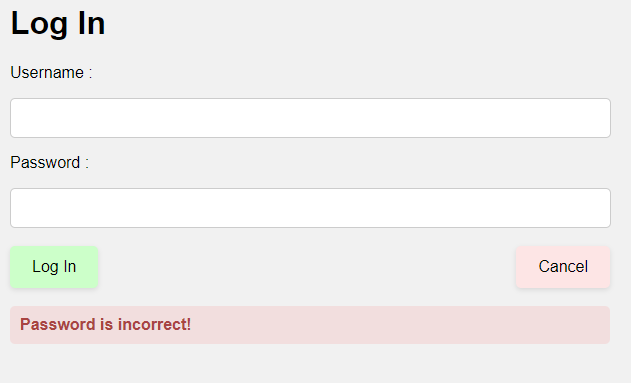 Log In
Username :
Password :
Log In
Cancel
Password is incorrect!